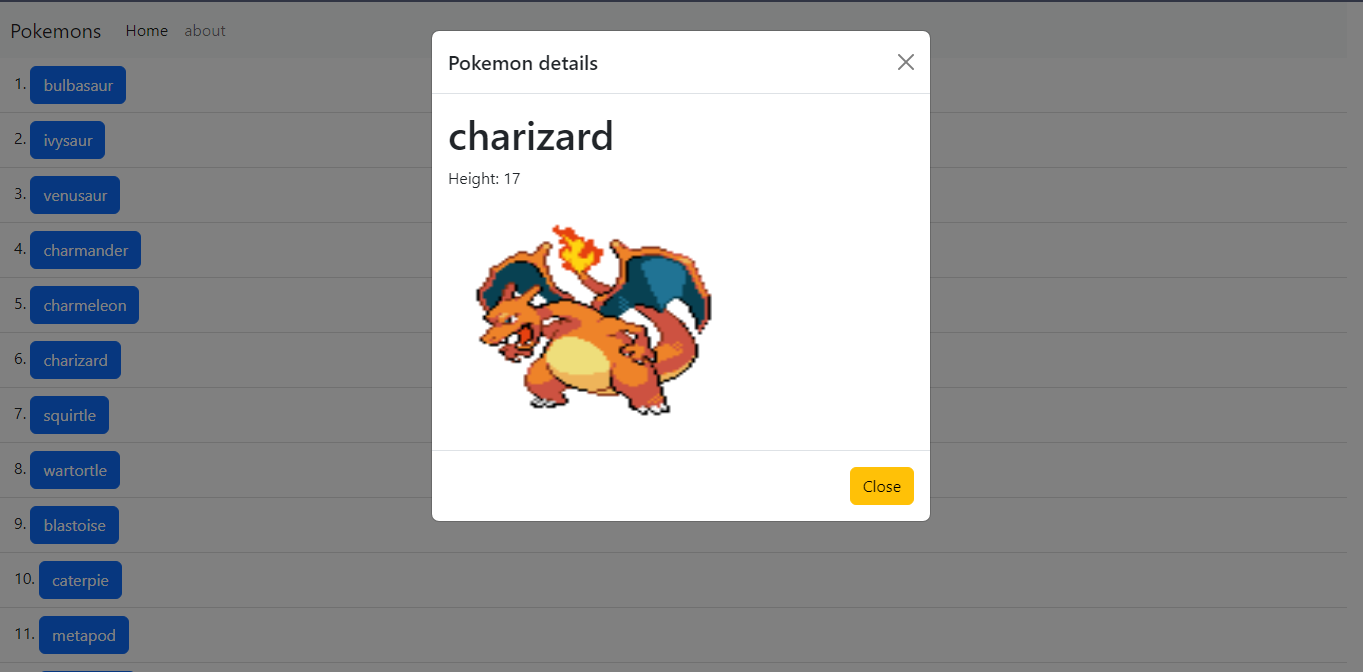 Pokemons Home about
1. bulbasaur
2. ivysaur
3. venusaur
4. charmander
5. charmeleon
6. charizard
7. squirtle
8. wartortle
9. blastoise
10. caterpie
11. metapod
Pokemon details
charizard
Height: 17
Close